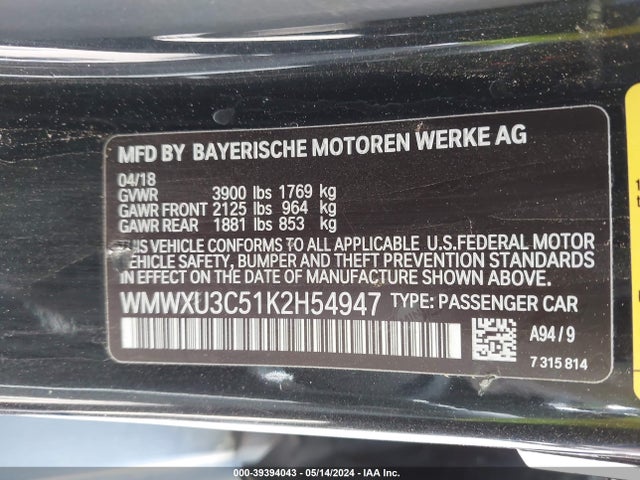 MFD BY BAYERISCHE MOTOREN WERKE AG
04/18
GVWR 3900 lbs 1769 kg
GAWR FRONT 2125 lbs 964 kg
GAWR REAR 1881 lbs 853 kg
THIS VEHICLE CONFORMS TO ALL APPLICABLE U.S.FEDERAL MOTOR
VEHICLE SAFETY, BUMPER AND THEFT PREVENTION STANDARDS
IN EFFECT ON THE DATE OF MANUFACTURE SHOWN ABOVE.
WMWXU3C51K2H54947 TYPE: PASSENGER CAR
A94 / 9
7 315 814
000-39394043 - 05/14/2024 - IAA Inc.